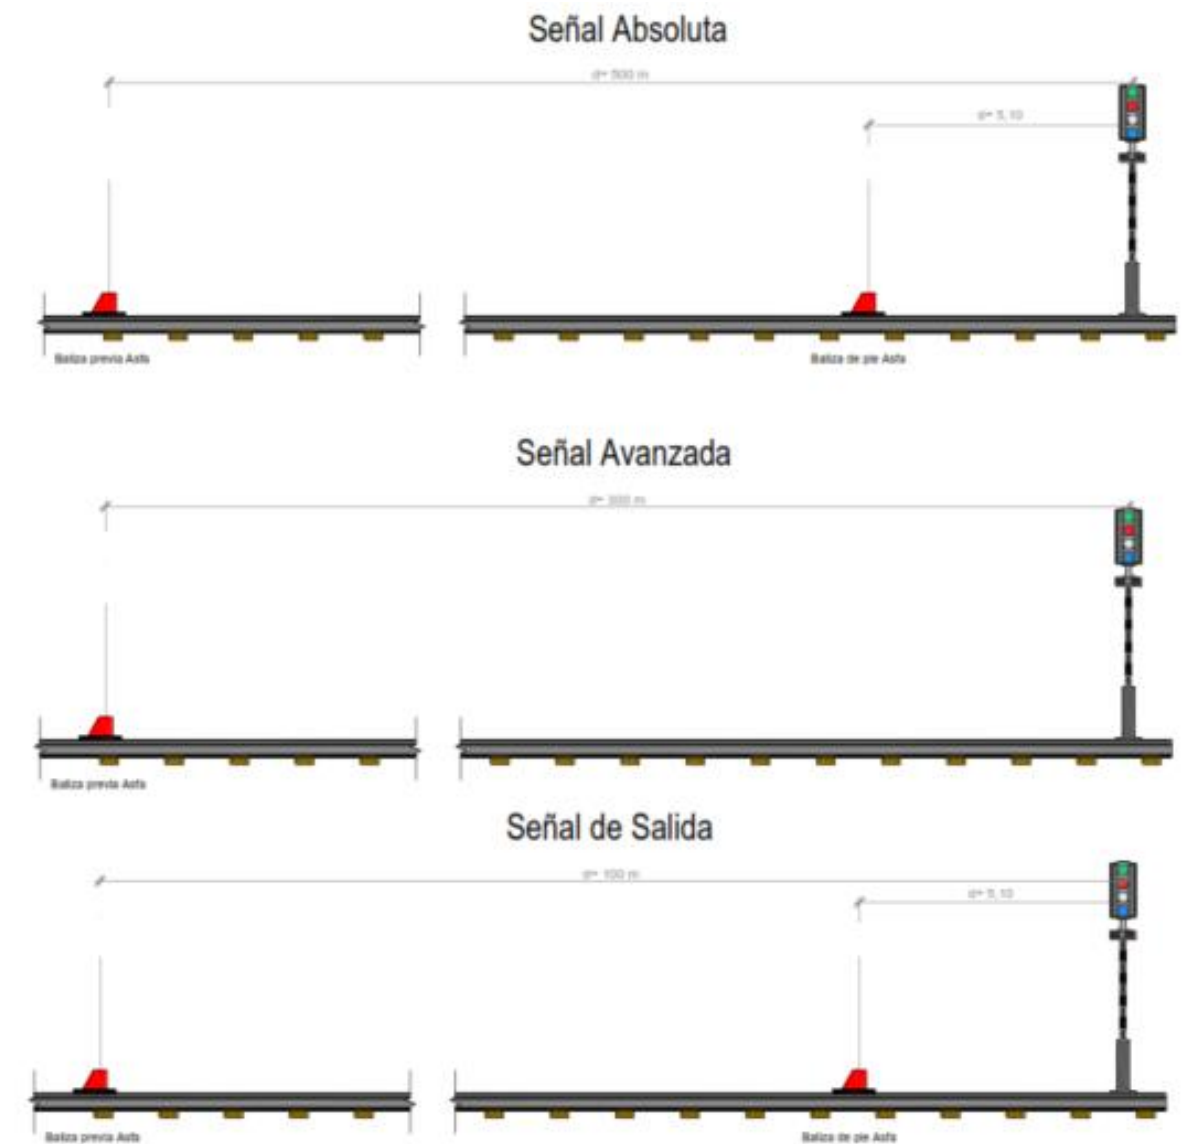 Señal Absoluta
d= 500 m
d= 5,10
Baliza previa Asfa
Baliza de pie Asfa
Señal Avanzada
d= 300 m
Baliza previa Asfa
Señal de Salida
d= 100 m
d= 5,10
Baliza previa Asfa
Baliza de pie Asfa